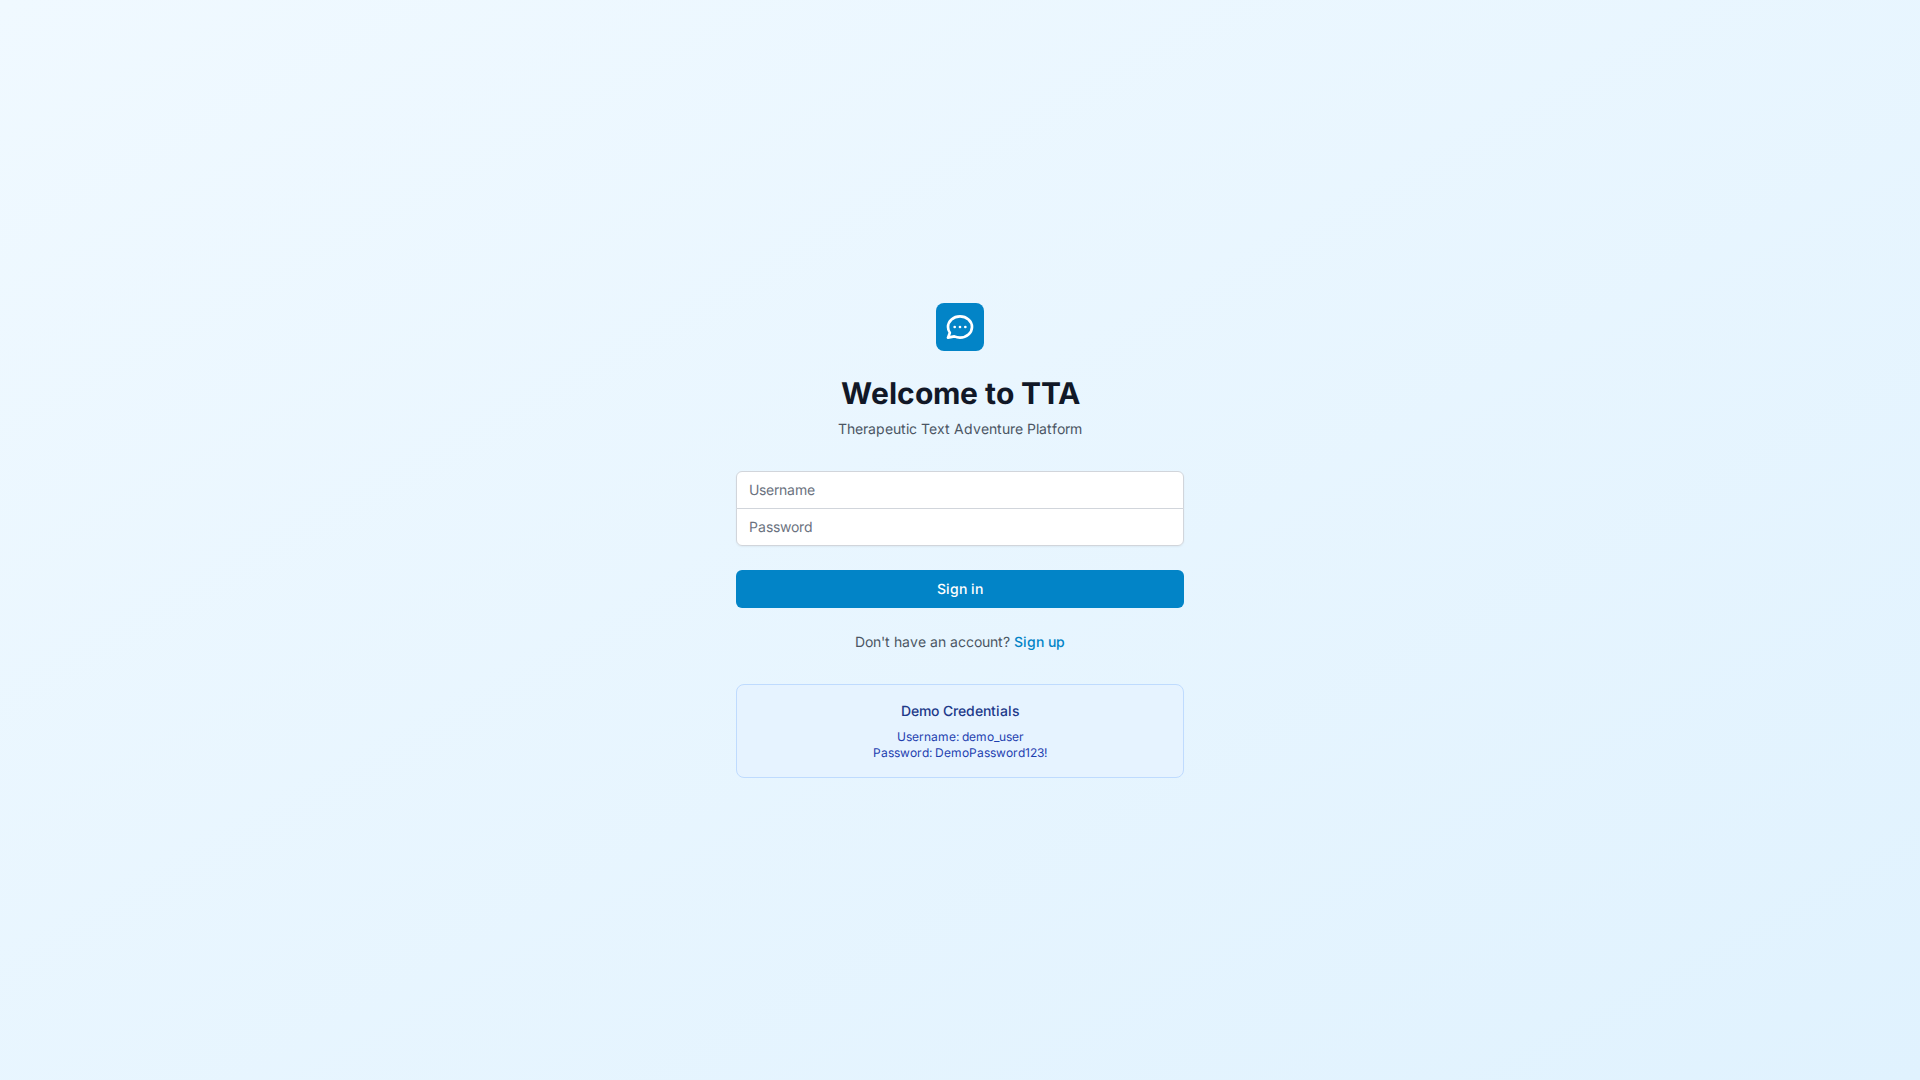 Welcome to TTA
Therapeutic Text Adventure Platform
Username
Password
Sign in
Don't have an account? Sign up
Demo Credentials
Username: demo_user
Password: DemoPassword123!